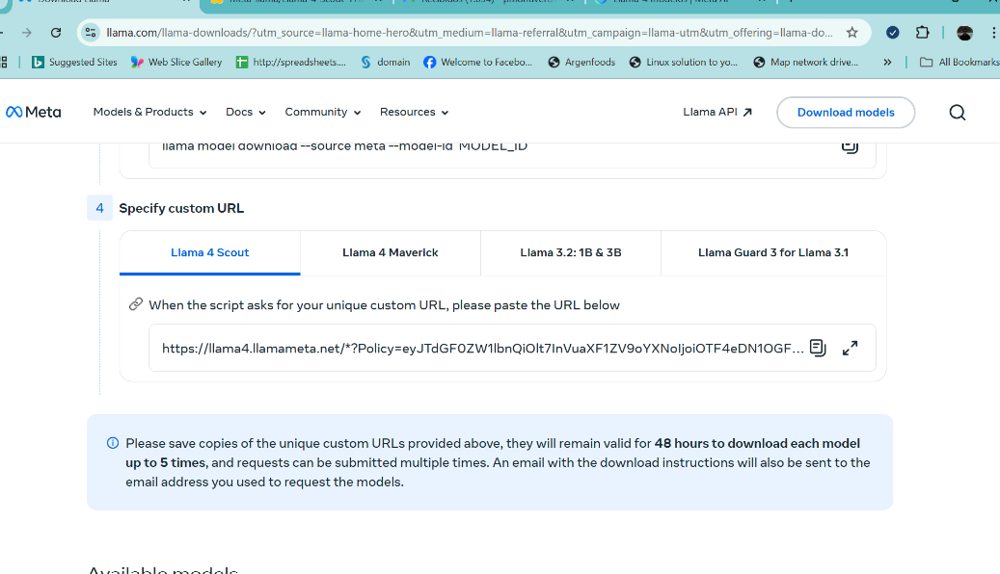 llama.com/llama-downloads/?utm_source=llama-home-hero&utm_medium=llama-referral&utm_campaign=llama-utm&utm_offering=llama-do...
Suggested Sites Web Slice Gallery http://spreadsheets.... domain Welcome to Facebo... Argenfoods Linux solution to yo... Map network drive... » All Bookmarks
Meta Models & Products Docs Community Resources Llama API Download models
llama model download --source meta --model-id MODEL_ID
4 Specify custom URL
Llama 4 Scout Llama 4 Maverick Llama 3.2: 1B & 3B Llama Guard 3 for Llama 3.1
When the script asks for your unique custom URL, please paste the URL below
https://llama4.llamameta.net/*?Policy=eyJTdGF0ZW1lbnQiOlt7InVuaXF1ZV9oYXNoIjoiOTF4eDN1OGF...
Please save copies of the unique custom URLs provided above, they will remain valid for 48 hours to download each model
up to 5 times, and requests can be submitted multiple times. An email with the download instructions will also be sent to the
email address you used to request the models.
Available models